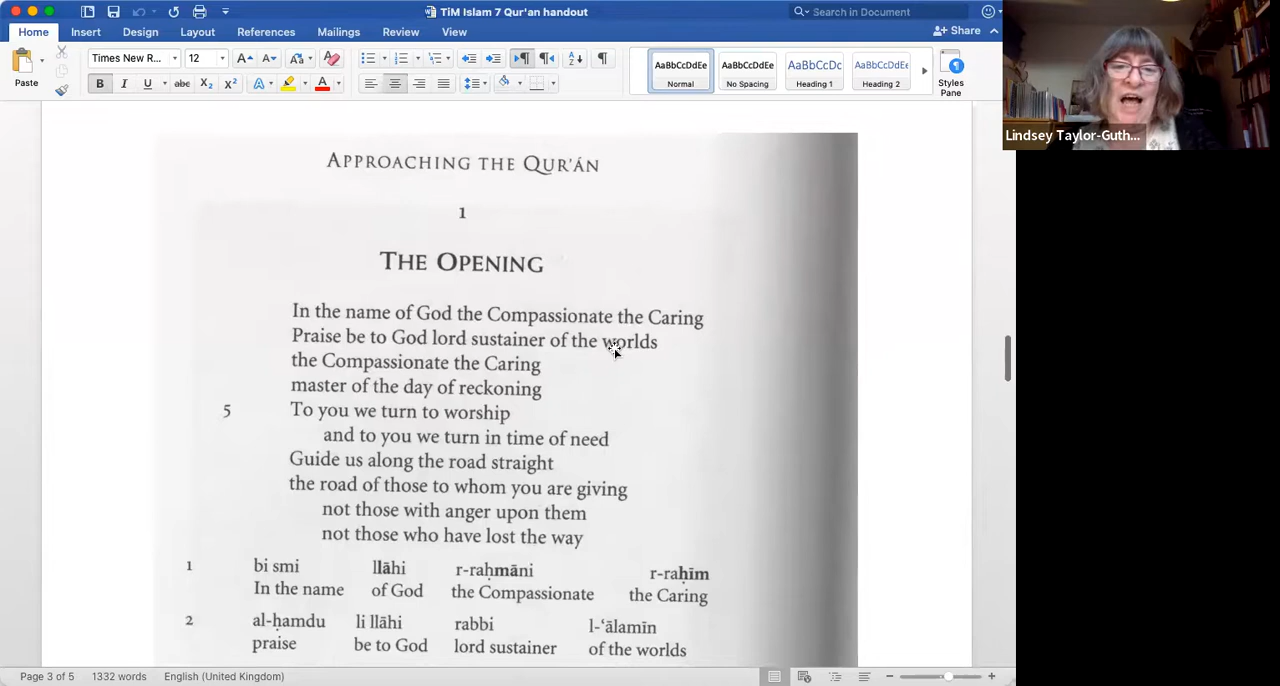 TiM Islam 7 Qur'an handout
Search in Document
Home Insert Design Layout References Mailings Review View
Share
Times New R... 12
Paste
AaBbCcDdEe AaBbCcDdEe AaBbCcDc AaBbCcDdEe
Normal No Spacing Heading 1 Heading 2
Styles
Pane
Lindsey Taylor-Guth...
APPROACHING THE QUR'ÁN
1
THE OPENING
In the name of God the Compassionate the Caring
Praise be to God lord sustainer of the worlds
the Compassionate the Caring
master of the day of reckoning
5 To you we turn to worship
and to you we turn in time of need
Guide us along the road straight
the road of those to whom you are giving
not those with anger upon them
not those who have lost the way
1 bi smi llāhi r-raḥmāni r-raḥīm
In the name of God the Compassionate the Caring
2 al-ḥamdu li llāhi rabbi l-ʿālamīn
praise be to God lord sustainer of the worlds
Page 3 of 5 1332 words English (United Kingdom)